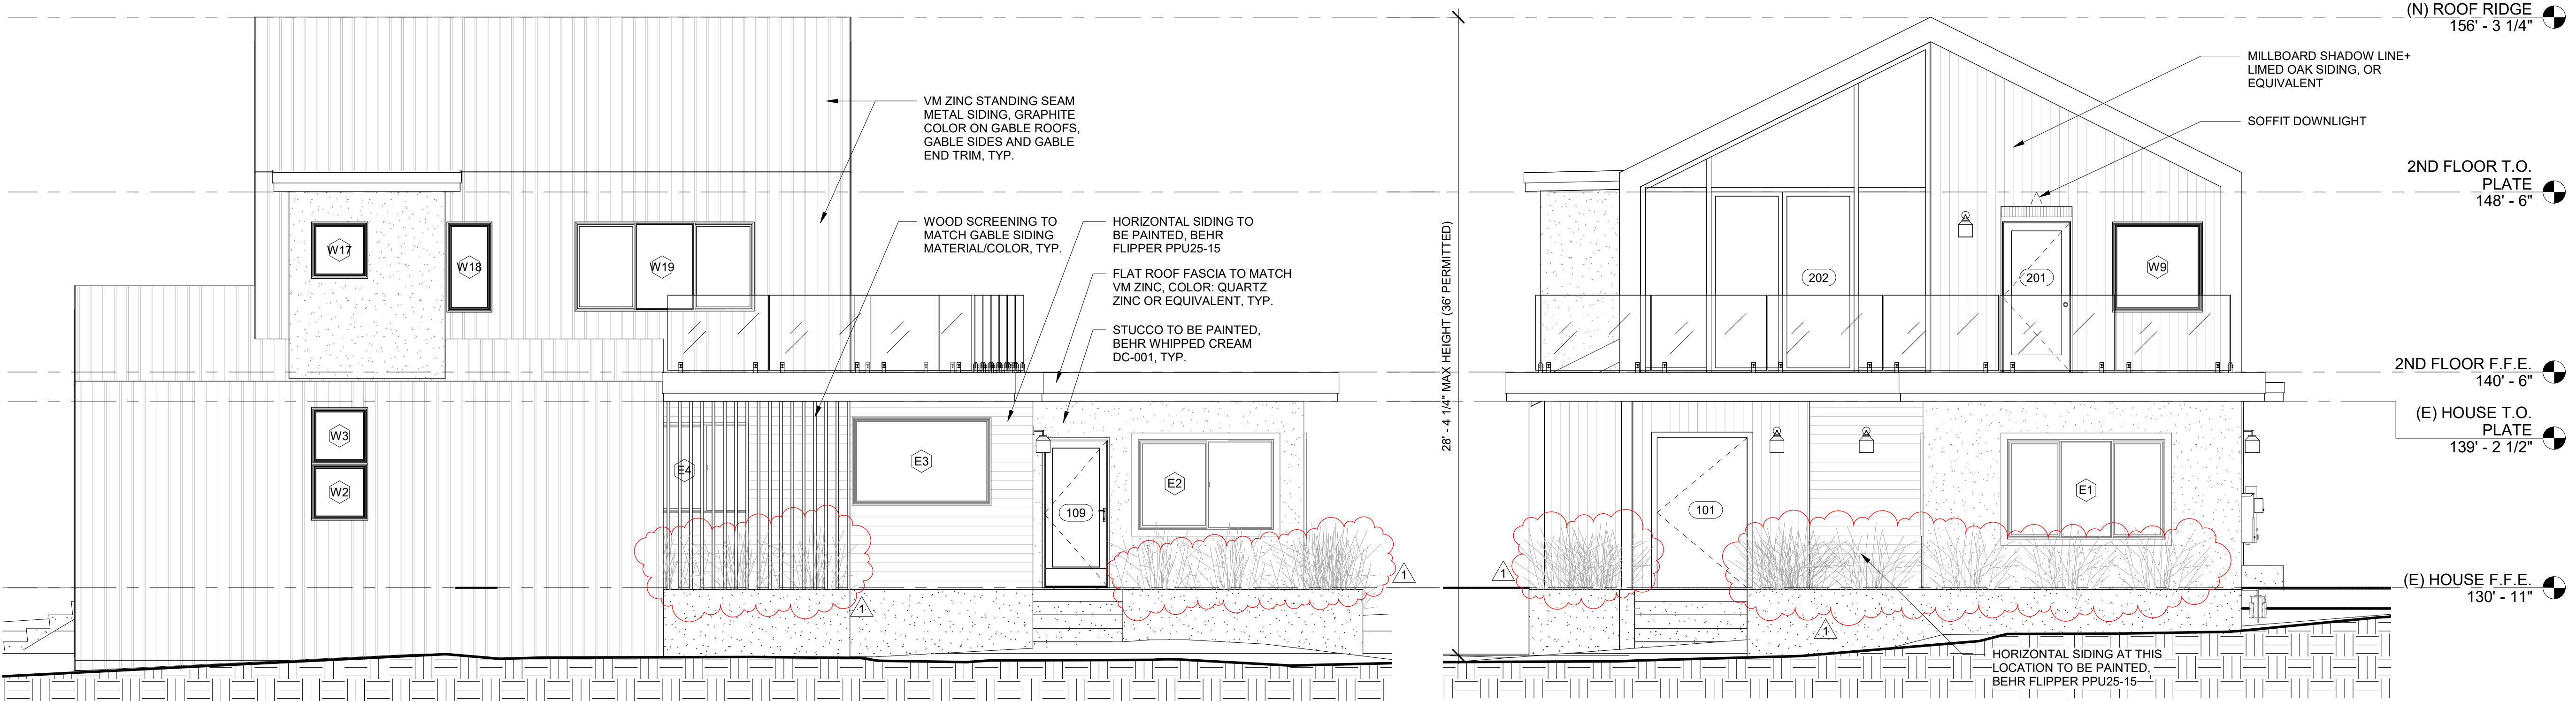 VM ZINC STANDING SEAM
METAL SIDING, GRAPHITE
COLOR ON GABLE ROOFS,
GABLE SIDES AND GABLE
END TRIM, TYP.
WOOD SCREENING TO
MATCH GABLE SIDING
MATERIAL/COLOR, TYP.
HORIZONTAL SIDING TO
BE PAINTED, BEHR
FLIPPER PPU25-15
FLAT ROOF FASCIA TO MATCH
VM ZINC, COLOR: QUARTZ
ZINC OR EQUIVALENT, TYP.
STUCCO TO BE PAINTED,
BEHR WHIPPED CREAM
DC-001, TYP.
W17
W18
W19
W3
W2
E4
E3
109
E2
1
1
28' - 4 1/4" MAX HEIGHT (36' PERMITTED)
MILLBOARD SHADOW LINE+
LIMED OAK SIDING, OR
EQUIVALENT
SOFFIT DOWNLIGHT
202
201
W9
101
E1
1
1
HORIZONTAL SIDING AT THIS
LOCATION TO BE PAINTED,
BEHR FLIPPER PPU25-15
(N) ROOF RIDGE
156' - 3 1/4"
2ND FLOOR T.O.
PLATE
148' - 6"
2ND FLOOR F.F.E.
140' - 6"
(E) HOUSE T.O.
PLATE
139' - 2 1/2"
(E) HOUSE F.F.E.
130' - 11"